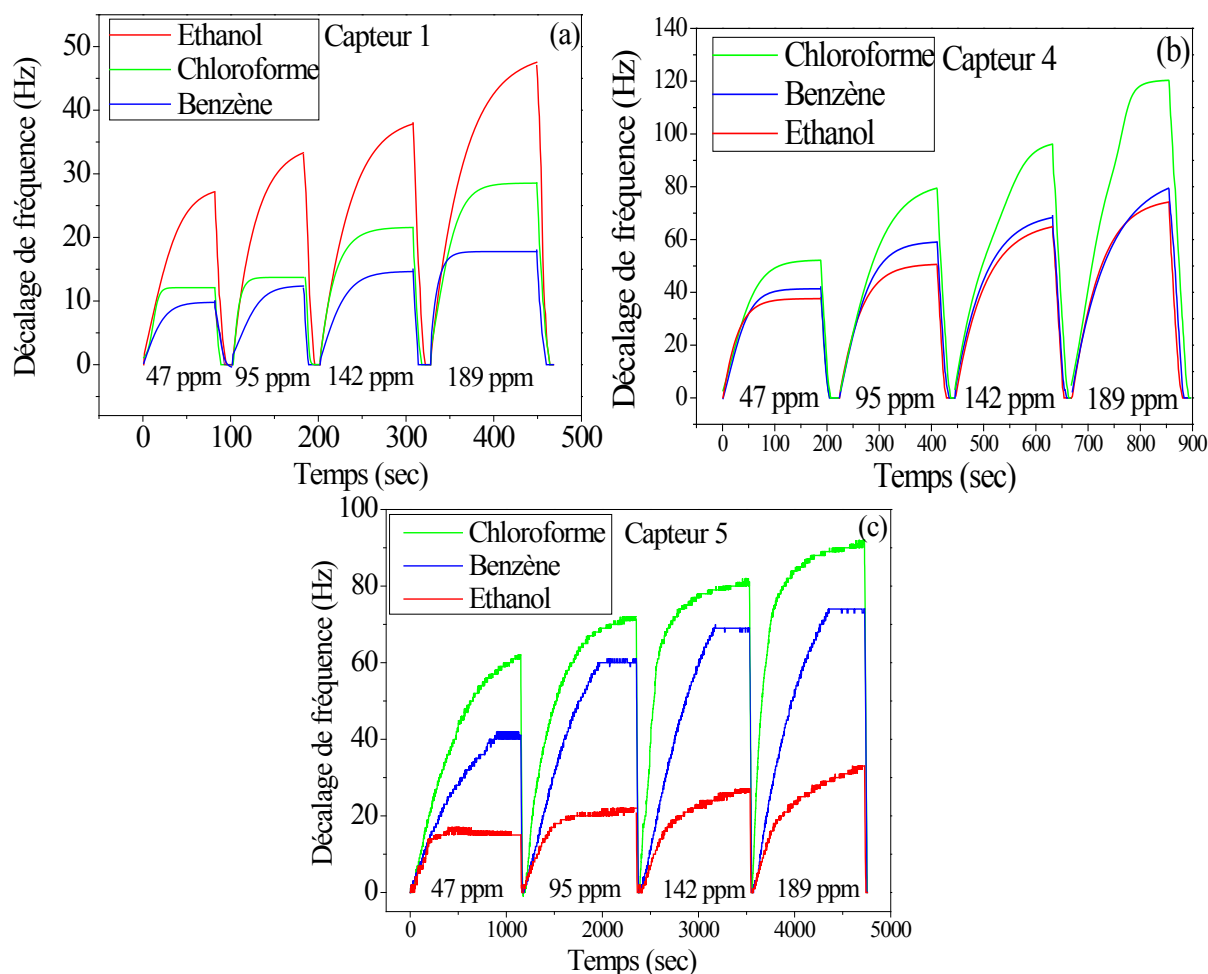 (a)
Capteur 1
Ethanol
Chloroforme
Benzène
Décalage de fréquence (Hz)
50
40
30
20
10
0
47 ppm 95 ppm 142 ppm 189 ppm
0 100 200 300 400 500
Temps (sec)
(b)
Capteur 4
Chloroforme
Benzène
Ethanol
Décalage de fréquence (Hz)
140
120
100
80
60
40
20
0
47 ppm 95 ppm 142 ppm 189 ppm
0 100 200 300 400 500 600 700 800 900
Temps (sec)
(c)
Capteur 5
Chloroforme
Benzène
Ethanol
Décalage de fréquence (Hz)
100
80
60
40
20
0
47 ppm 95 ppm 142 ppm 189 ppm
0 1000 2000 3000 4000 5000
Temps (sec)